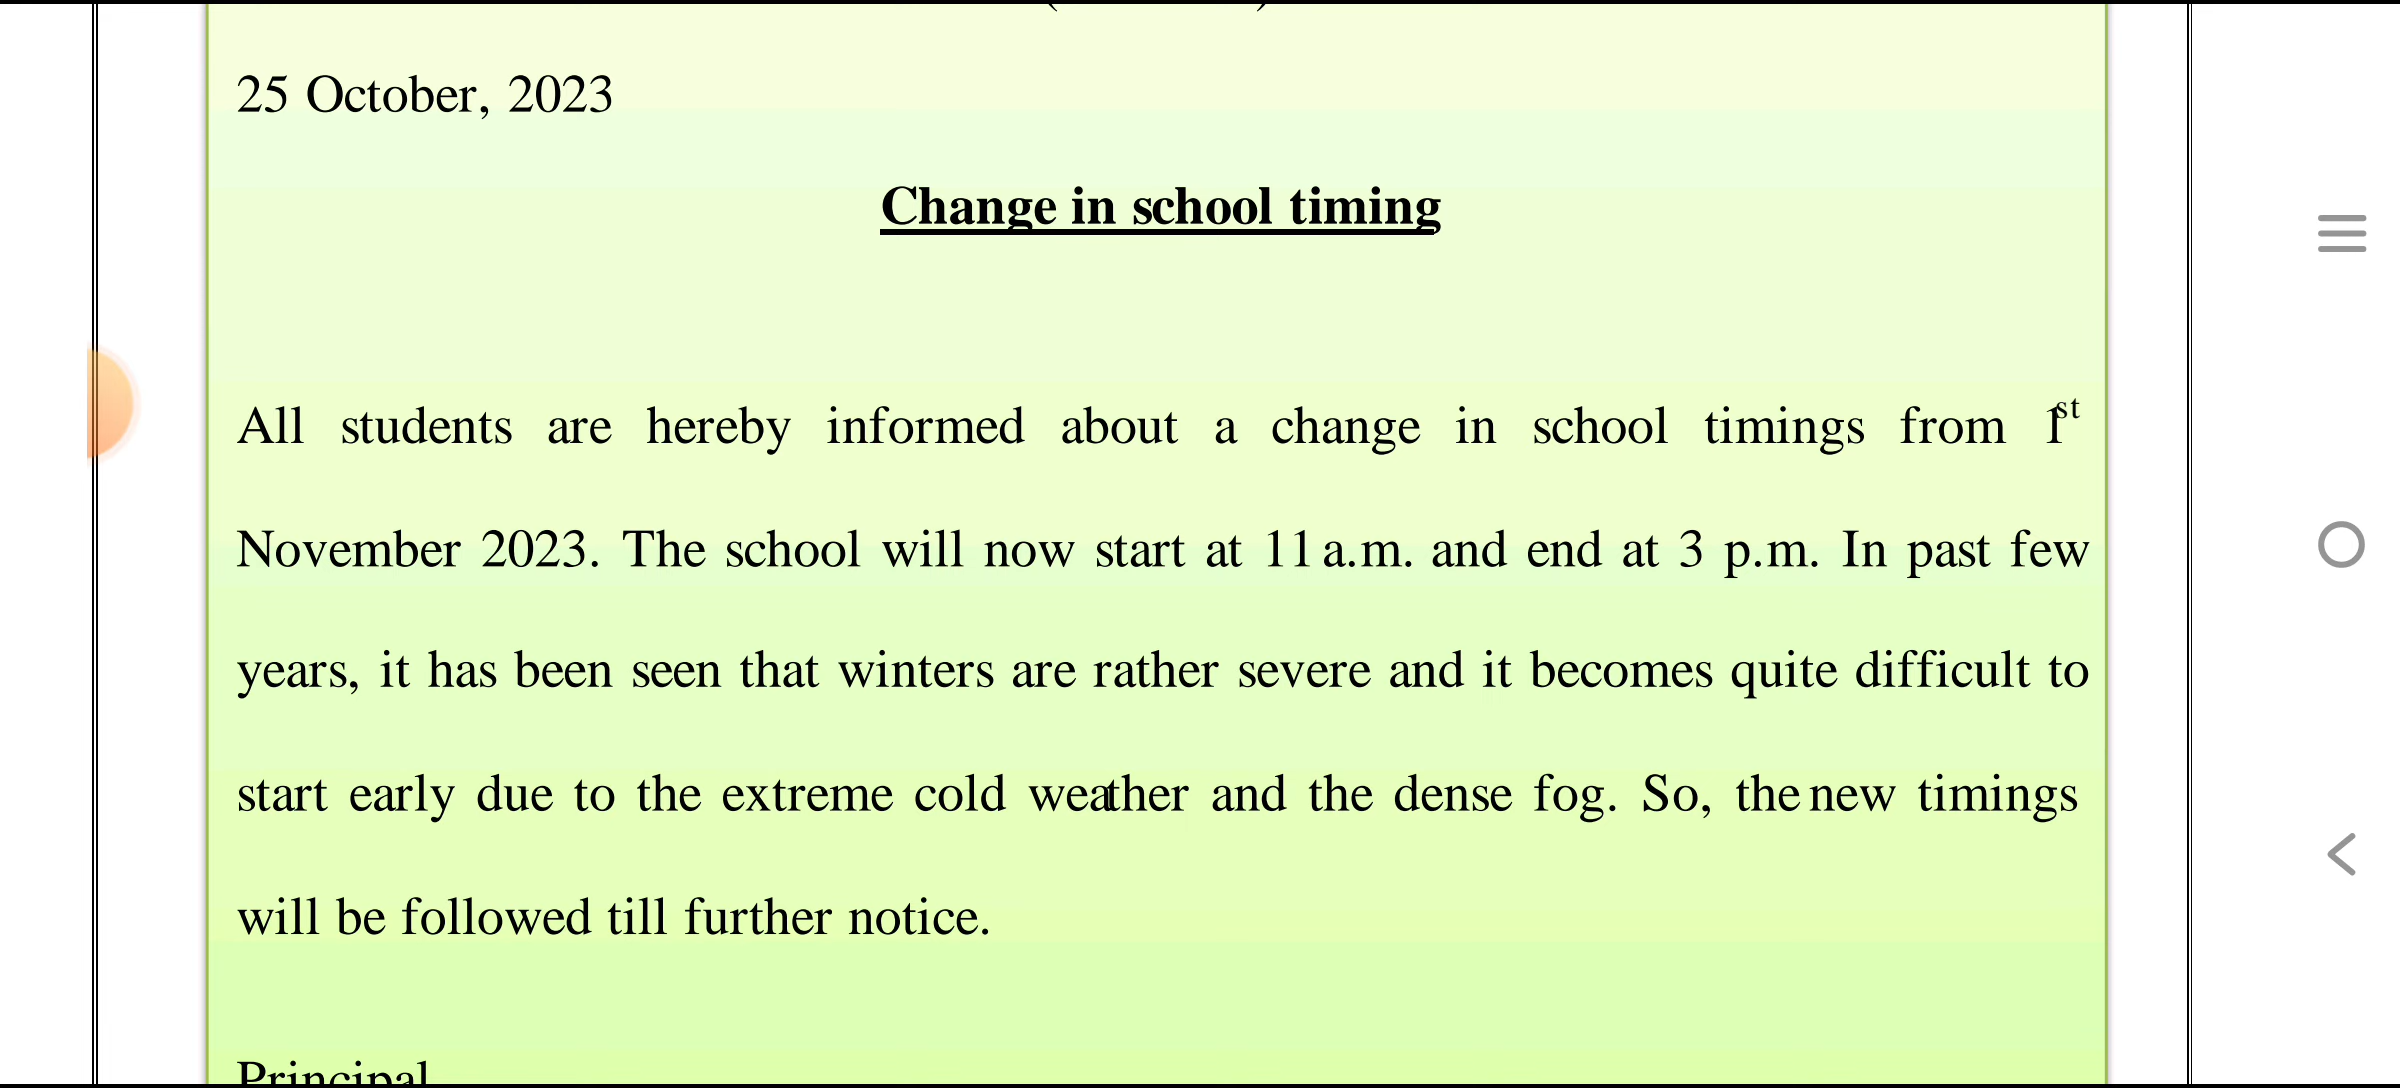 25 October, 2023
Change in school timing
All students are hereby informed about a change in school timings from 1st
November 2023. The school will now start at 11 a.m. and end at 3 p.m. In past few
years, it has been seen that winters are rather severe and it becomes quite difficult to
start early due to the extreme cold weather and the dense fog. So, the new timings
will be followed till further notice.
Principal